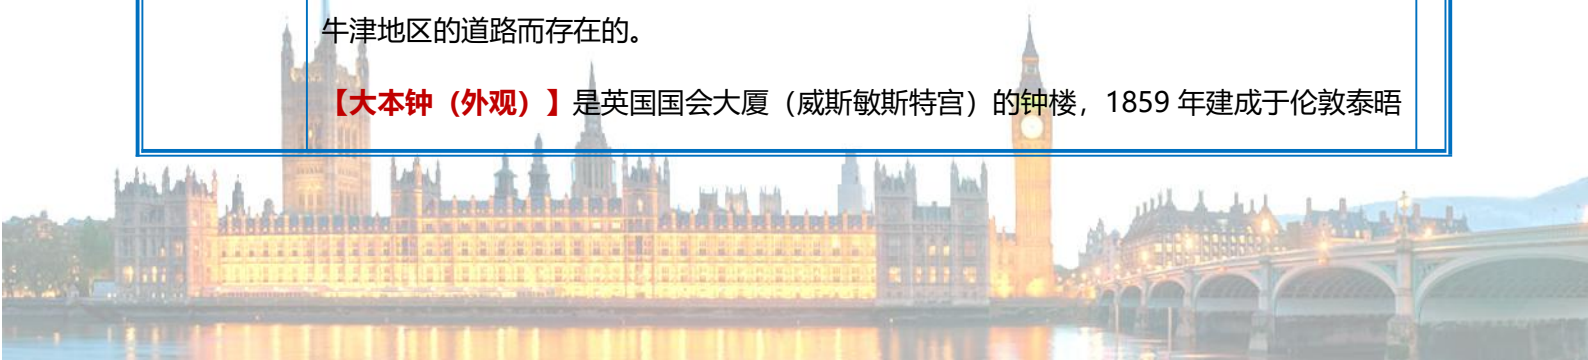 牛津地区的道路而存在的。
【大本钟（外观）】是英国国会大厦（威斯敏斯特宫）的钟楼，1859 年建成于伦敦泰晤